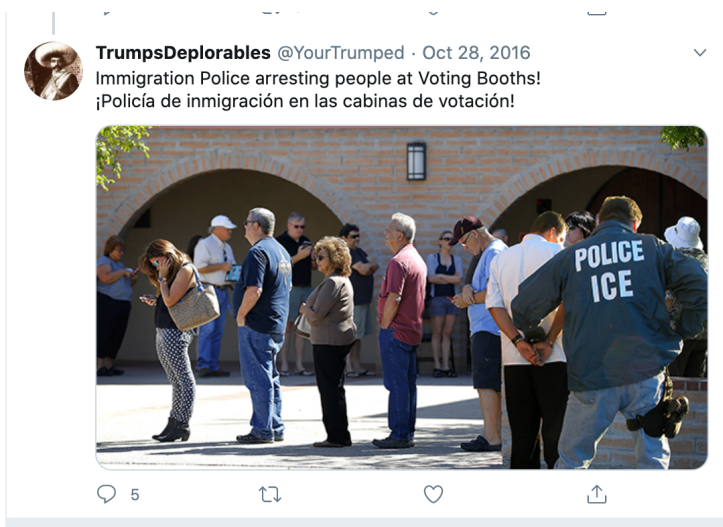 TrumpsDeplorables @YourTrumped · Oct 28, 2016
Immigration Police arresting people at Voting Booths!
¡Policía de inmigración en las cabinas de votación!
POLICE
ICE
5